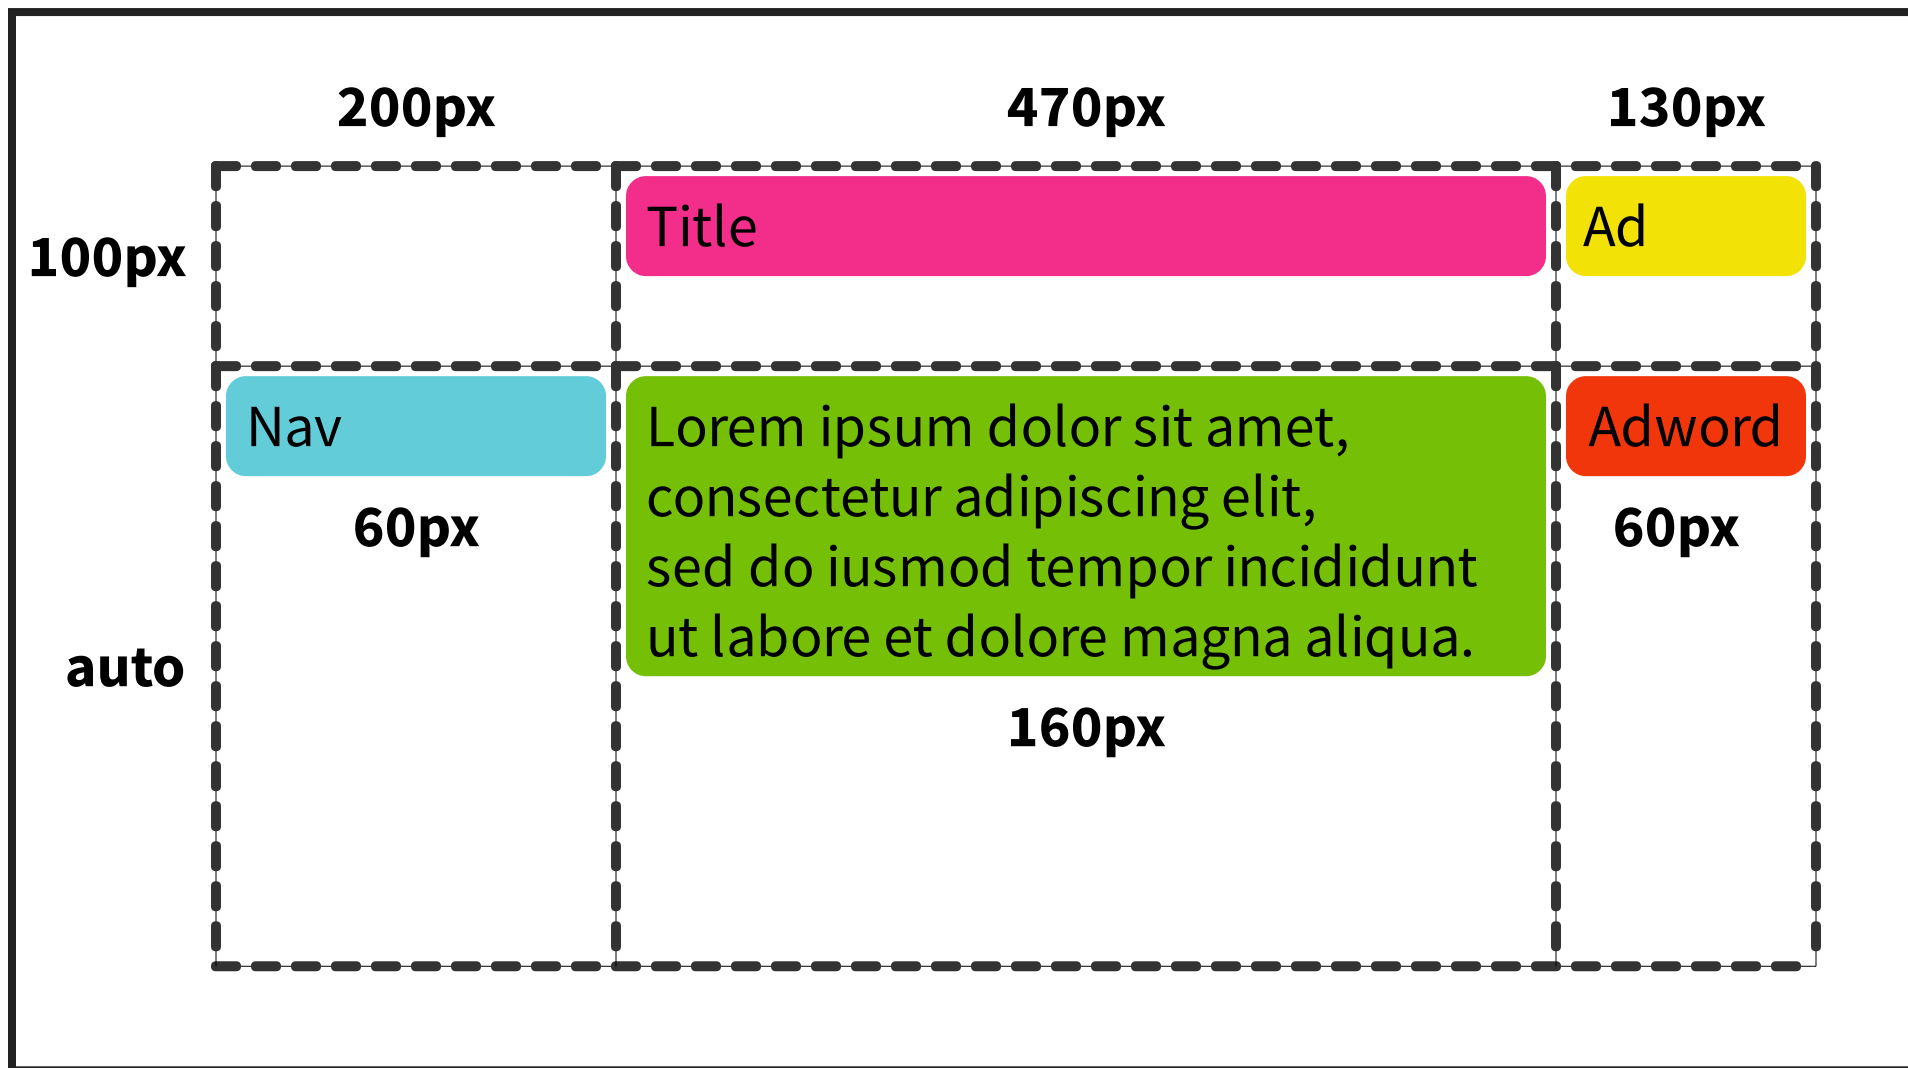 200px
470px
130px
100px
Title
Ad
Nav
Lorem ipsum dolor sit amet,
consectetur adipiscing elit,
sed do iusmod tempor incididunt
ut labore et dolore magna aliqua.
Adword
60px
60px
auto
160px